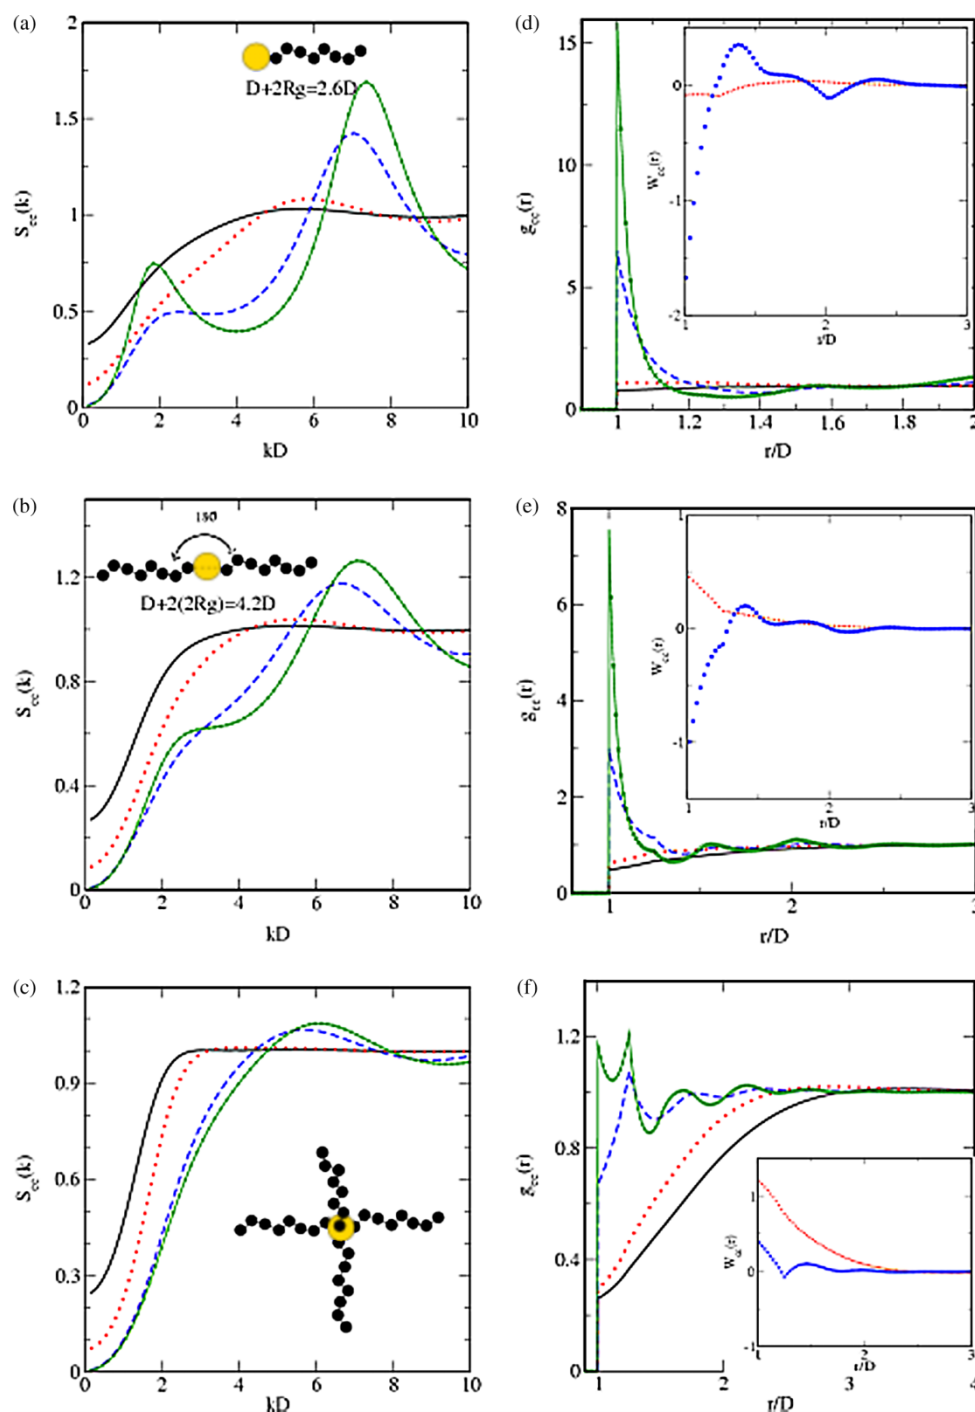 (a)
2
1.5
1
0.5
0
S_cc(k)
D+2Rg=2.6D
0 2 4 6 8 10
kD
(d)
15
10
5
0
g_cc(r)
0
-1
-2
W_cc(r)
1 2 3
r/D
1 1.2 1.4 1.6 1.8 2
r/D
(b)
1.2
0.8
0.4
0
S_cc(k)
180
D+2(2Rg)=4.2D
0 2 4 6 8 10
kD
(e)
8
7
6
5
4
3
2
1
0
g_cc(r)
1
0
-1
W_cc(r)
1 2 3
r/D
1 2 3
r/D
(c)
1.2
0.9
0.6
0.3
0
S_cc(k)
0 2 4 6 8 10
kD
(f)
1.2
0.8
0.4
0
g_cc(r)
1
0
-1
W_cc(r)
1 2 3
r/D
1 2 3 4
r/D